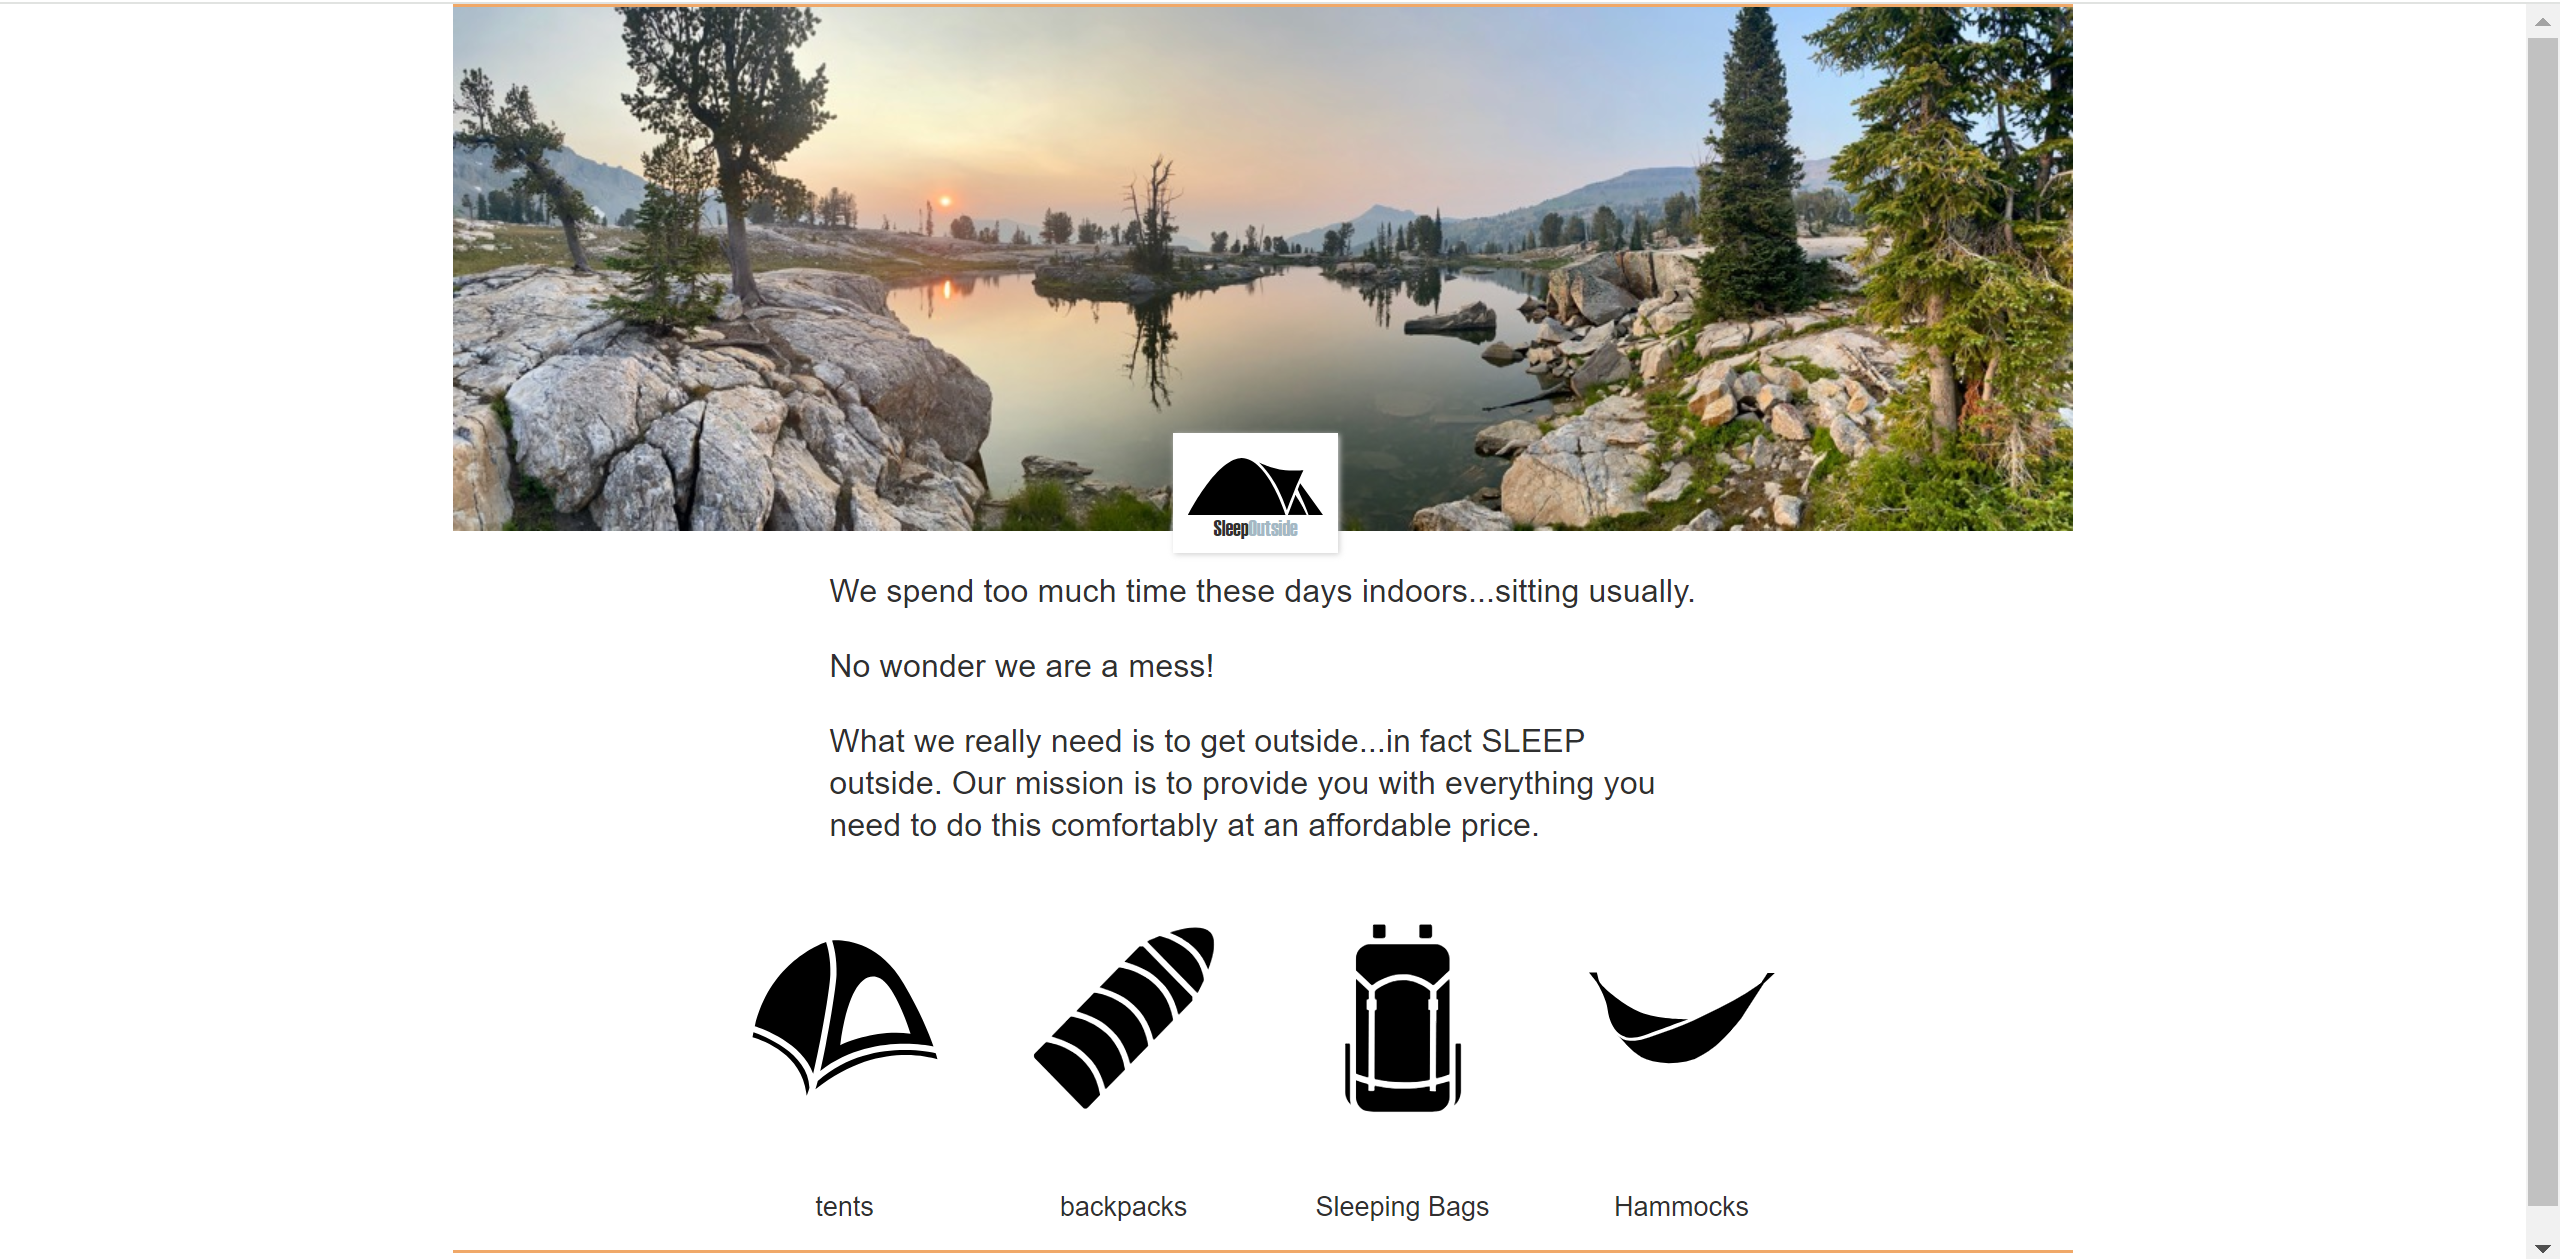 SleepOutside
We spend too much time these days indoors...sitting usually.
No wonder we are a mess!
What we really need is to get outside...in fact SLEEP
outside. Our mission is to provide you with everything you
need to do this comfortably at an affordable price.
tents
backpacks
Sleeping Bags
Hammocks